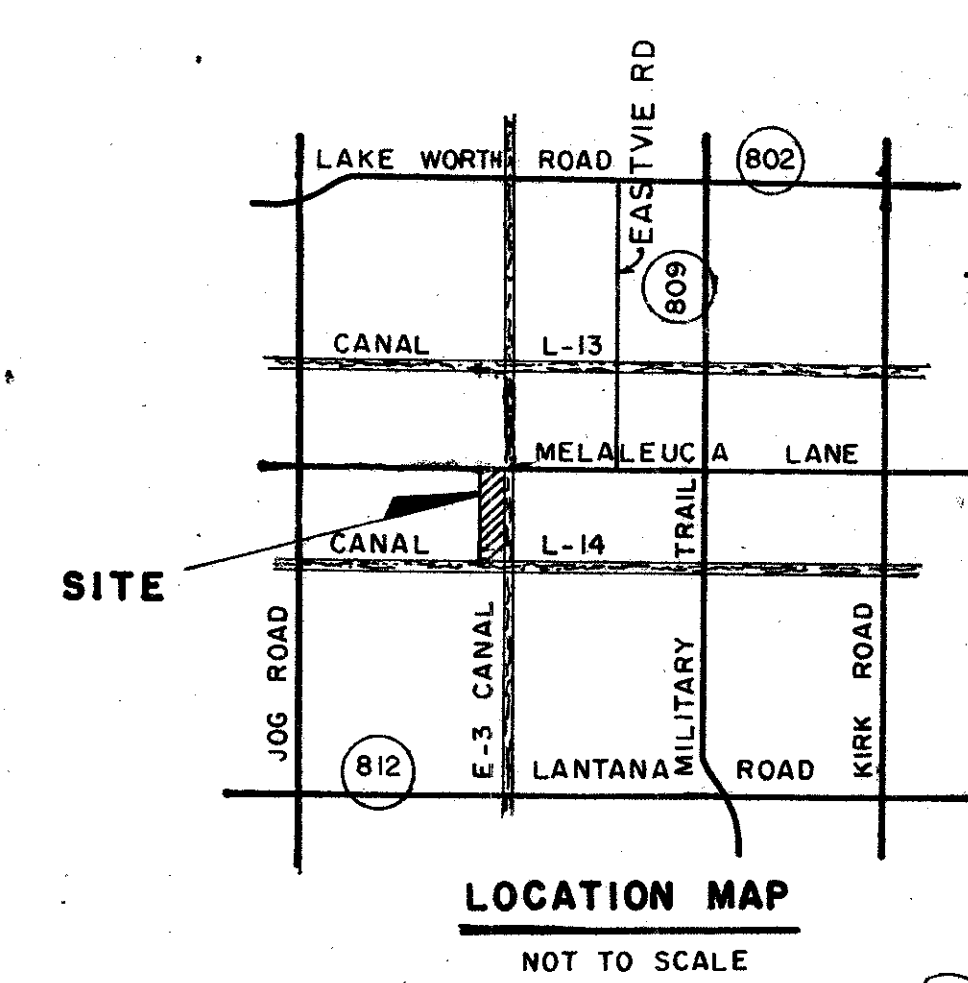 EASTVIE RD
LAKE WORTH ROAD
802
809
CANAL L-13
MELALEUCA LANE
TRAIL
CANAL L-14
SITE
JOG ROAD
E-3 CANAL
MILITARY
KIRK ROAD
812
LANTANA ROAD
LOCATION MAP
NOT TO SCALE